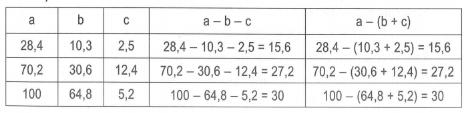 a b c a – b – c a – (b + c)
28,4 10,3 2,5 28,4 – 10,3 – 2,5 = 15,6 28,4 – (10,3 + 2,5) = 15,6
70,2 30,6 12,4 70,2 – 30,6 – 12,4 = 27,2 70,2 – (30,6 + 12,4) = 27,2
100 64,8 5,2 100 – 64,8 – 5,2 = 30 100 – (64,8 + 5,2) = 30